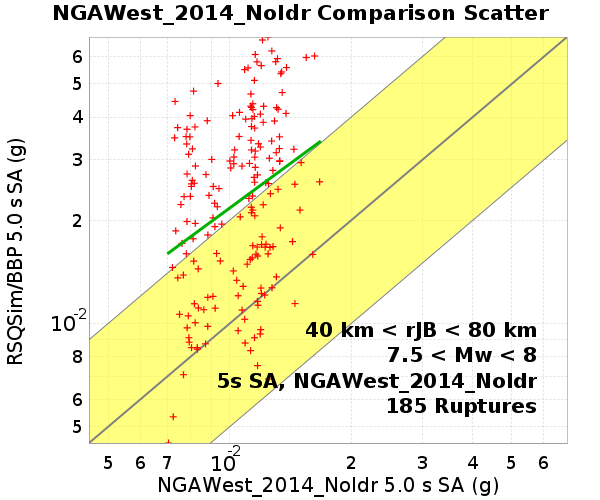 NGAWest_2014_NoIdr Comparison Scatter
RSQSim/BBP 5.0 s SA (g)
6
5
4
3
2
10-2
8
7
6
5
40 km < rJB < 80 km
7.5 < Mw < 8
5s SA, NGAWest_2014_NoIdr
185 Ruptures
5 6 7 10-2 2 3 4 5 6
NGAWest_2014_NoIdr 5.0 s SA (g)